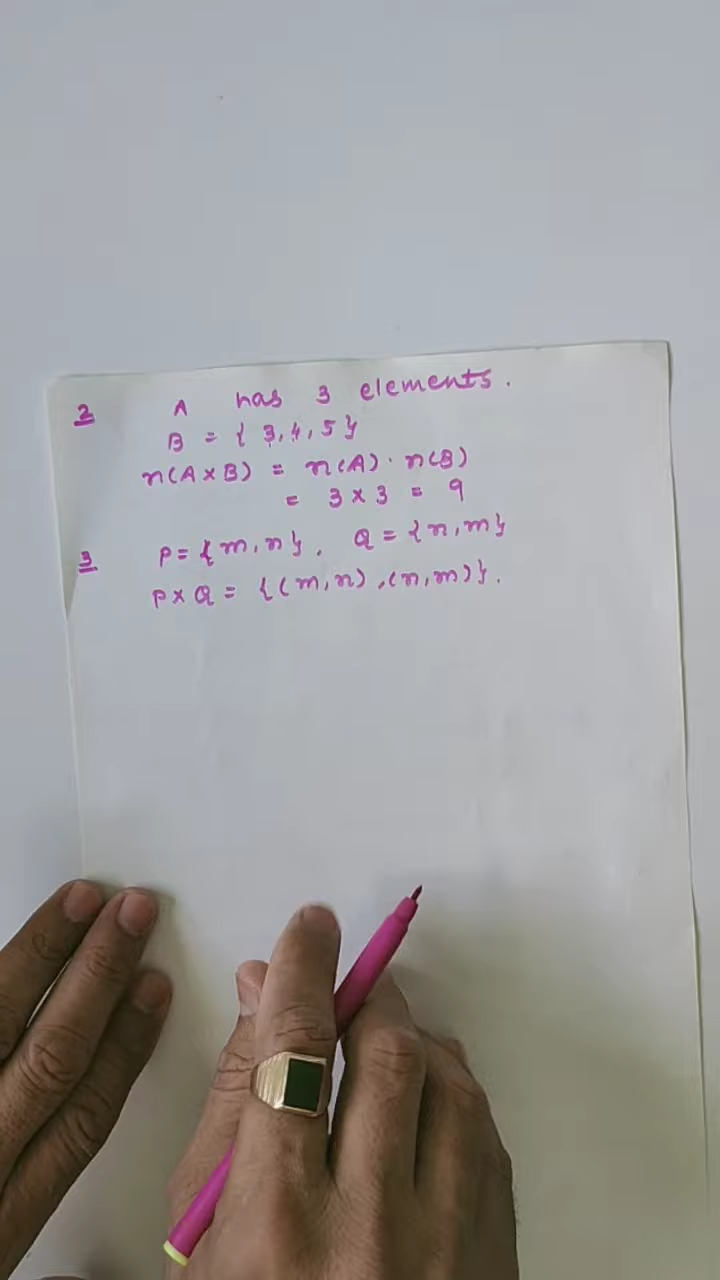 2 A has 3 elements.
B = { 3, 4, 5 }
n(A × B) = n(A) · n(B)
= 3 × 3 = 9
3 P = {m, n}, Q = {n, m}
P × Q = {(m, n), (n, m)}.